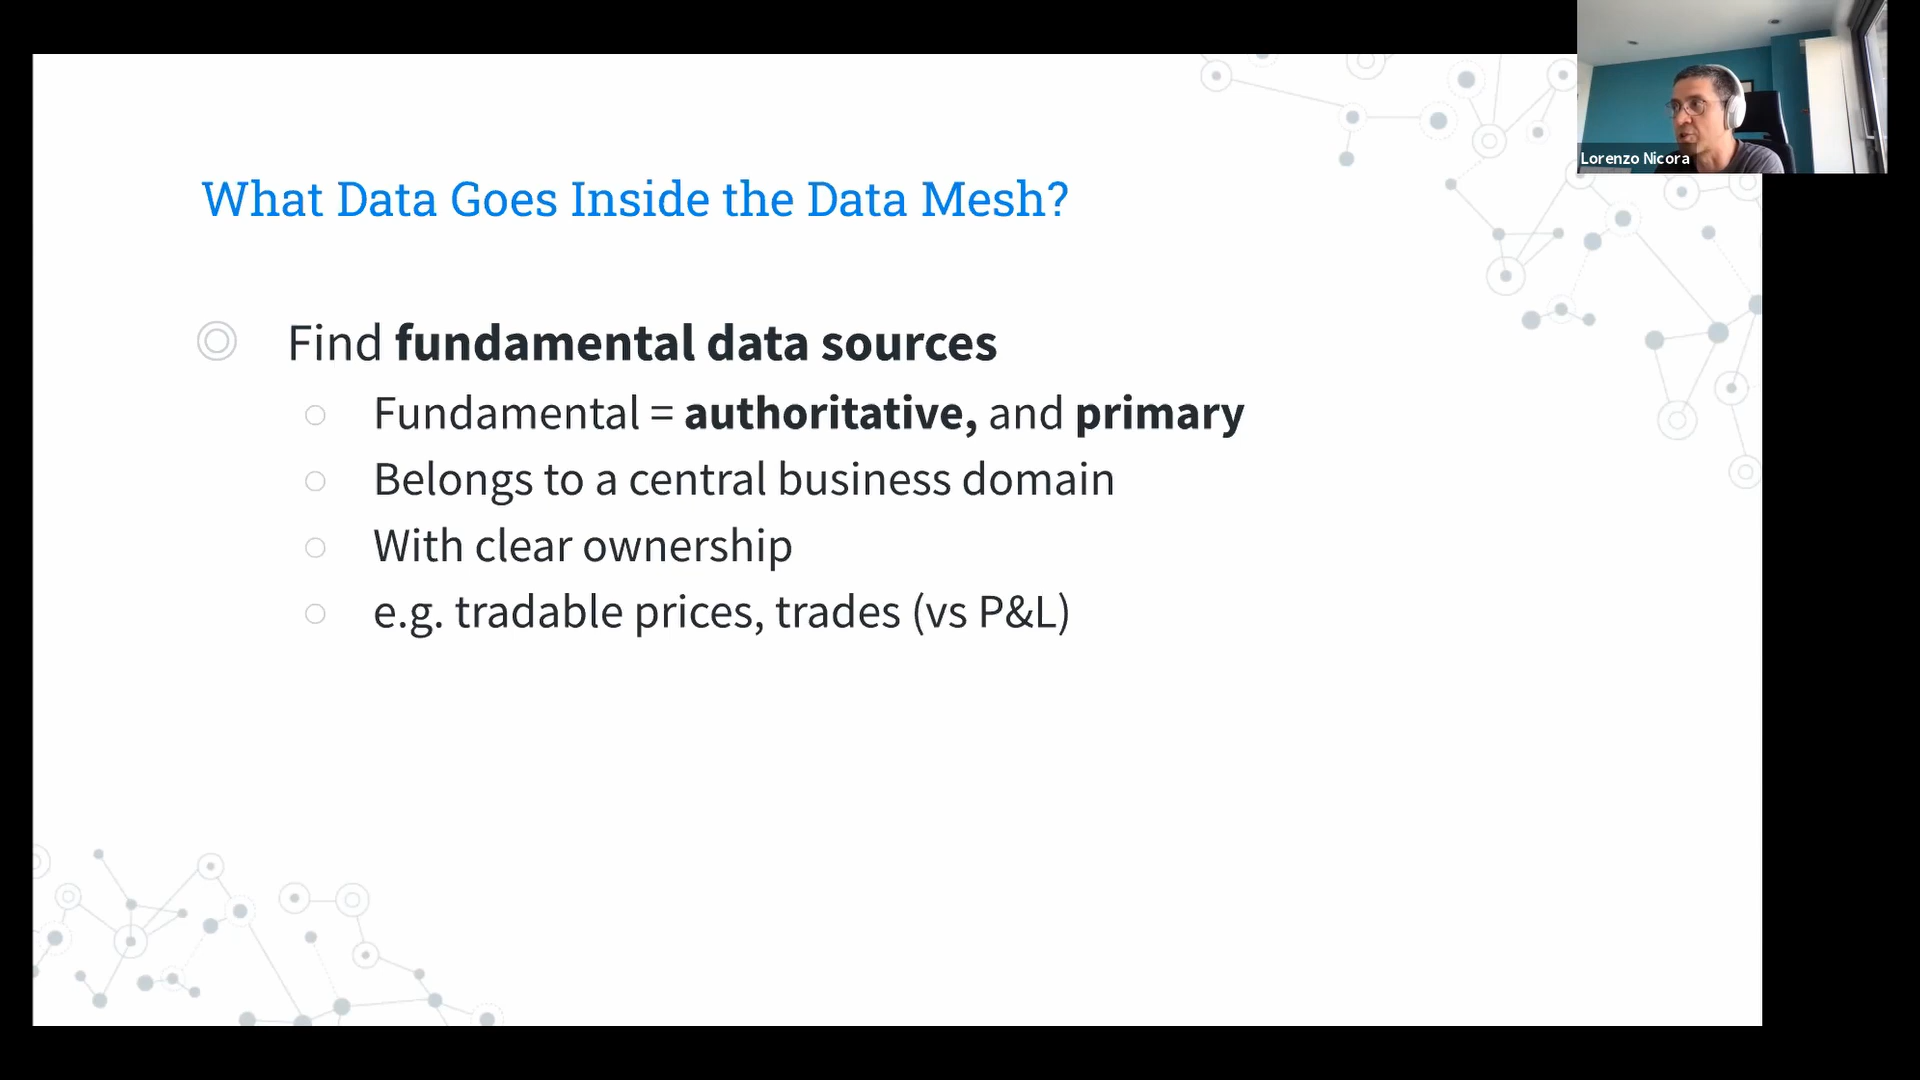 Lorenzo Nicora
What Data Goes Inside the Data Mesh?
Find fundamental data sources
Fundamental = authoritative, and primary
Belongs to a central business domain
With clear ownership
e.g. tradable prices, trades (vs P&L)